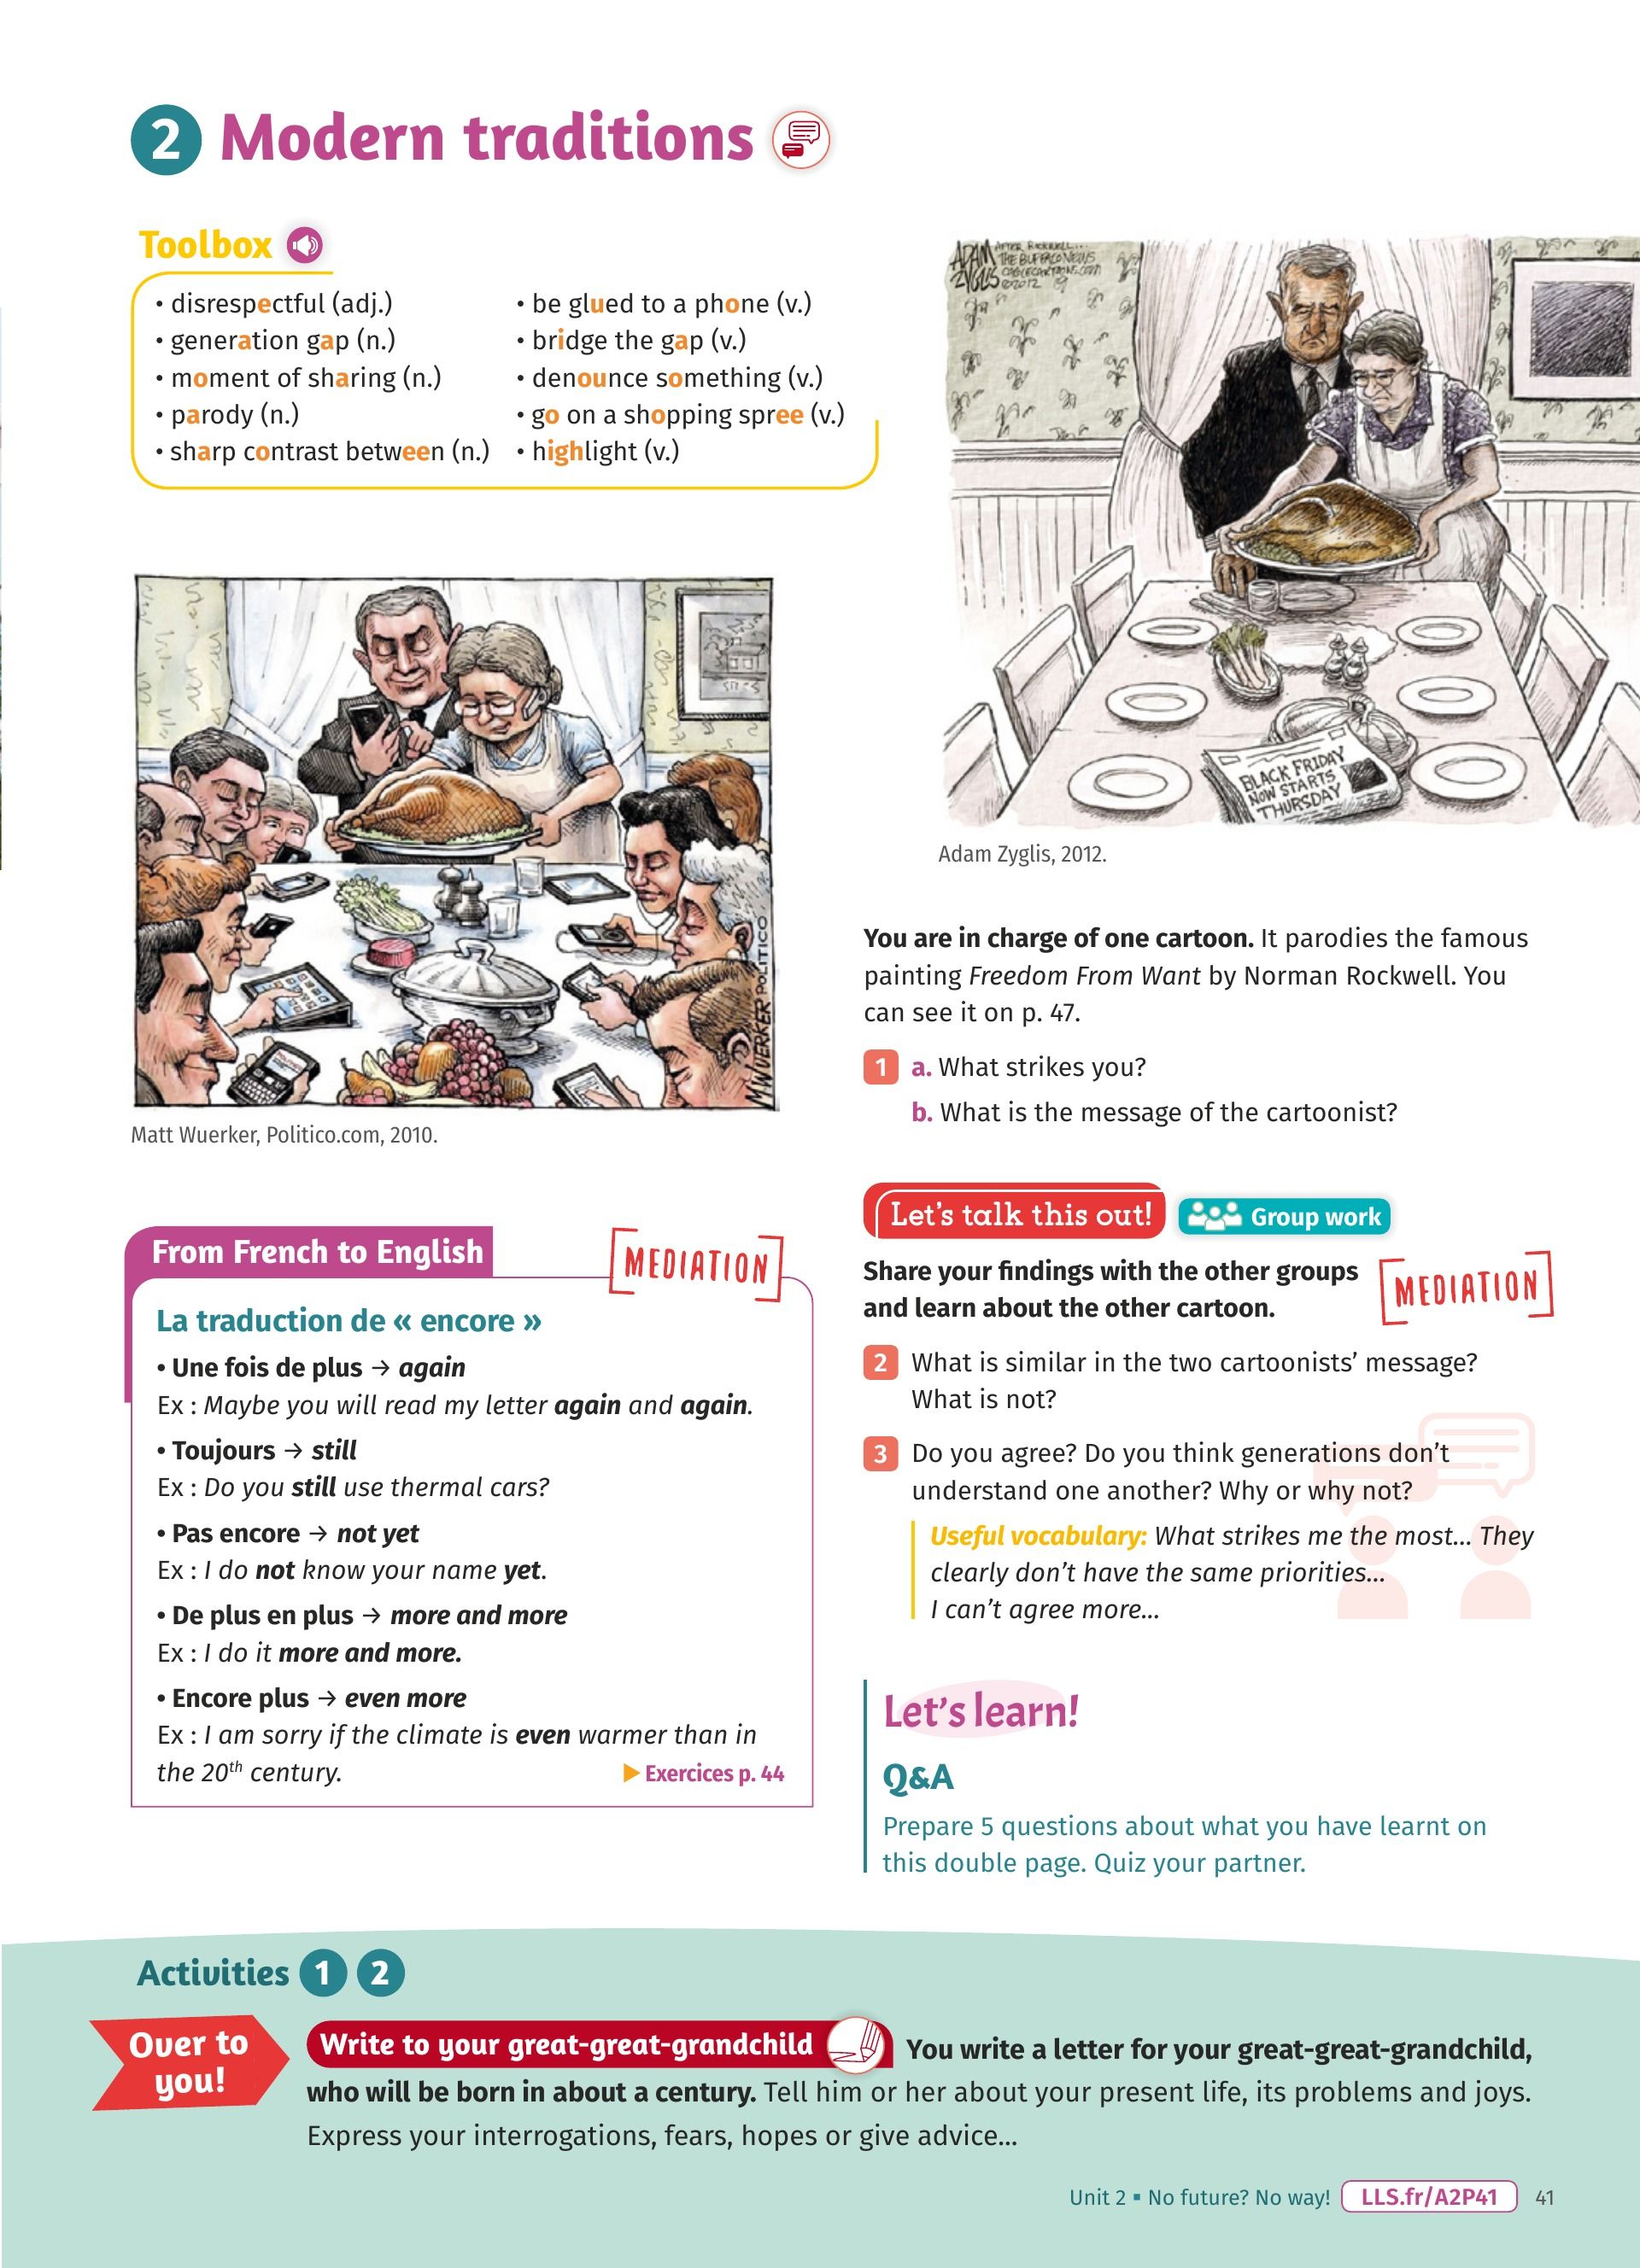 2 Modern traditions
Toolbox
• disrespectful (adj.)
• generation gap (n.)
• moment of sharing (n.)
• parody (n.)
• sharp contrast between (n.)
• be glued to a phone (v.)
• bridge the gap (v.)
• denounce something (v.)
• go on a shopping spree (v.)
• highlight (v.)
ADAM ZYGLIS
AFTER ROCKWELL...
THE BUFFALO NEWS
CAGLECARTOONS.COM
©2012
BLACK FRIDAY
NOW STARTS
THURSDAY
Adam Zyglis, 2012.
MWUERKER POLITICO
Matt Wuerker, Politico.com, 2010.
You are in charge of one cartoon. It parodies the famous
painting Freedom From Want by Norman Rockwell. You
can see it on p. 47.
1 a. What strikes you?
b. What is the message of the cartoonist?
Let's talk this out! Group work
Share your findings with the other groups
and learn about the other cartoon.
MEDIATION
2 What is similar in the two cartoonists' message?
What is not?
3 Do you agree? Do you think generations don't
understand one another? Why or why not?
Useful vocabulary: What strikes me the most... They
clearly don't have the same priorities...
I can't agree more...
Let's learn!
Q&A
Prepare 5 questions about what you have learnt on
this double page. Quiz your partner.
From French to English
MEDIATION
La traduction de « encore »
• Une fois de plus → again
Ex : Maybe you will read my letter again and again.
• Toujours → still
Ex : Do you still use thermal cars?
• Pas encore → not yet
Ex : I do not know your name yet.
• De plus en plus → more and more
Ex : I do it more and more.
• Encore plus → even more
Ex : I am sorry if the climate is even warmer than in
the 20th century.
▶ Exercices p. 44
Activities 1 2
Over to
you!
Write to your great-great-grandchild You write a letter for your great-great-grandchild,
who will be born in about a century. Tell him or her about your present life, its problems and joys.
Express your interrogations, fears, hopes or give advice...
Unit 2 ▪ No future? No way! LLS.fr/A2P41 41